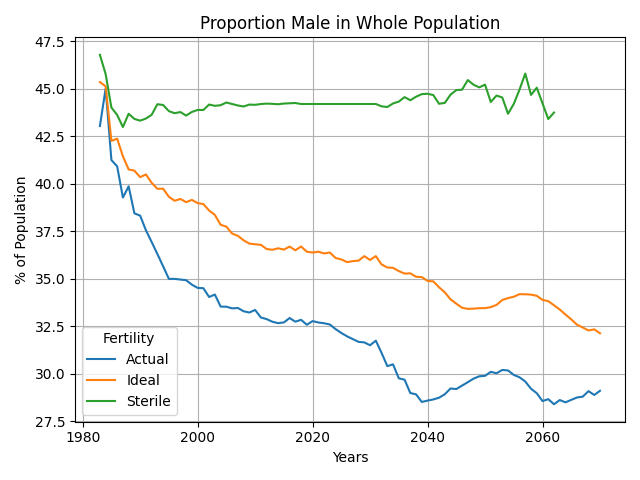 Proportion Male in Whole Population
% of Population
47.5
45.0
42.5
40.0
37.5
35.0
32.5
30.0
27.5
Fertility
Actual
Ideal
Sterile
1980
2000
2020
2040
2060
Years